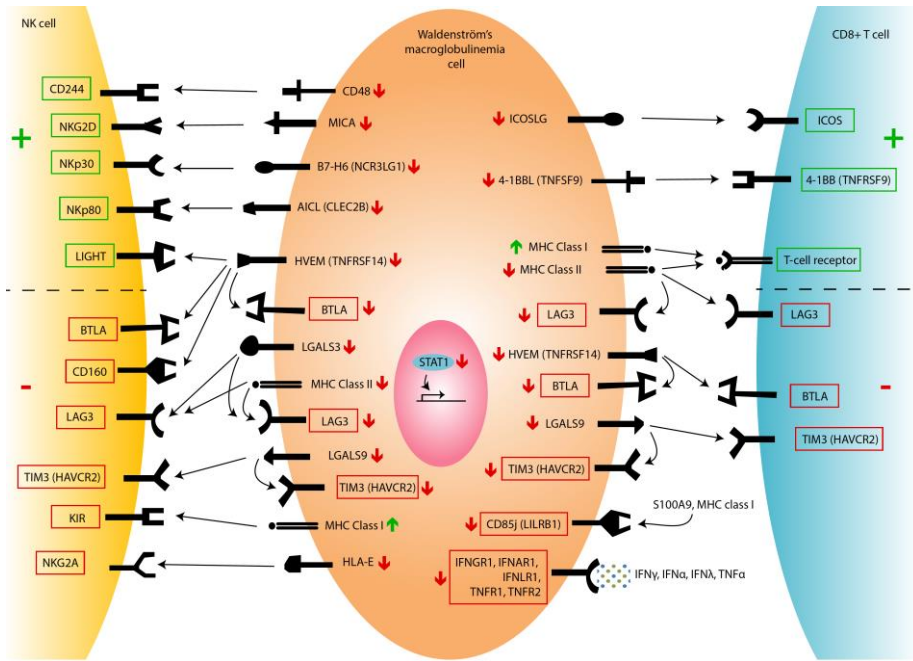 NK cell
Waldenström's
macroglobulinemia
cell
CD8+ T cell
CD244
CD48
NKG2D
MICA
ICOSLG
ICOS
+
+
NKp30
B7-H6 (NCR3LG1)
4-1BBL (TNFSF9)
4-1BB (TNFRSF9)
NKp80
AICL (CLEC2B)
LIGHT
HVEM (TNFRSF14)
MHC Class I
MHC Class II
T-cell receptor
BTLA
BTLA
LAG3
LAG3
CD160
LGALS3
STAT1
HVEM (TNFRSF14)
-
-
MHC Class II
BTLA
BTLA
LAG3
LAG3
LGALS9
TIM3 (HAVCR2)
TIM3 (HAVCR2)
LGALS9
TIM3 (HAVCR2)
TIM3 (HAVCR2)
KIR
MHC Class I
CD85j (LILRB1)
S100A9, MHC class I
NKG2A
HLA-E
IFNGR1, IFNAR1,
IFNLR1,
TNFR1, TNFR2
IFNγ, IFNα, IFNλ, TNFα